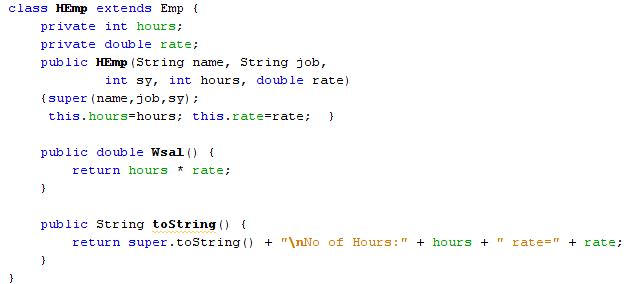 class HEmp extends Emp {
    private int hours;
    private double rate;
    public HEmp(String name, String job,
            int sy, int hours, double rate)
    {super(name,job,sy);
     this.hours=hours; this.rate=rate;  }

    public double Wsal() {
        return hours * rate;
    }

    public String toString() {
        return super.toString() + "\nNo of Hours:" + hours + " rate=" + rate;
    }
}